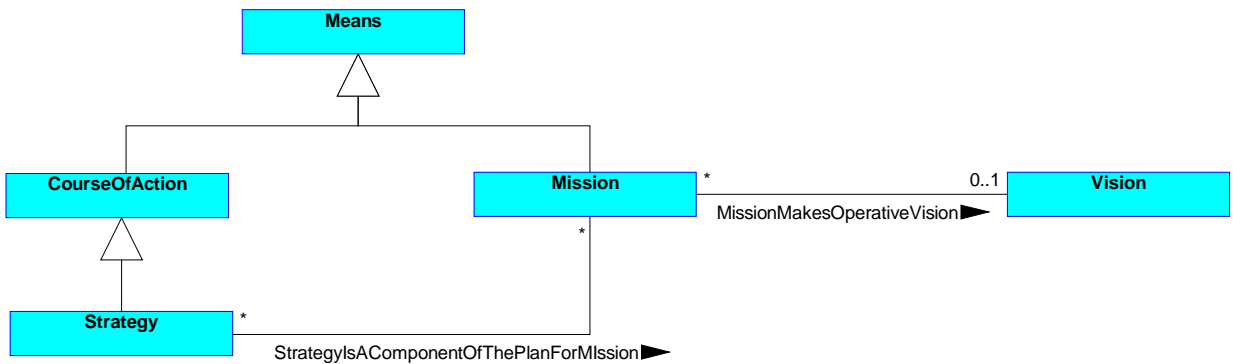 Means
CourseOfAction
Mission
*
0..1
Vision
MissionMakesOperativeVision
*
Strategy
*
StrategyIsAComponentOfThePlanForMIssion